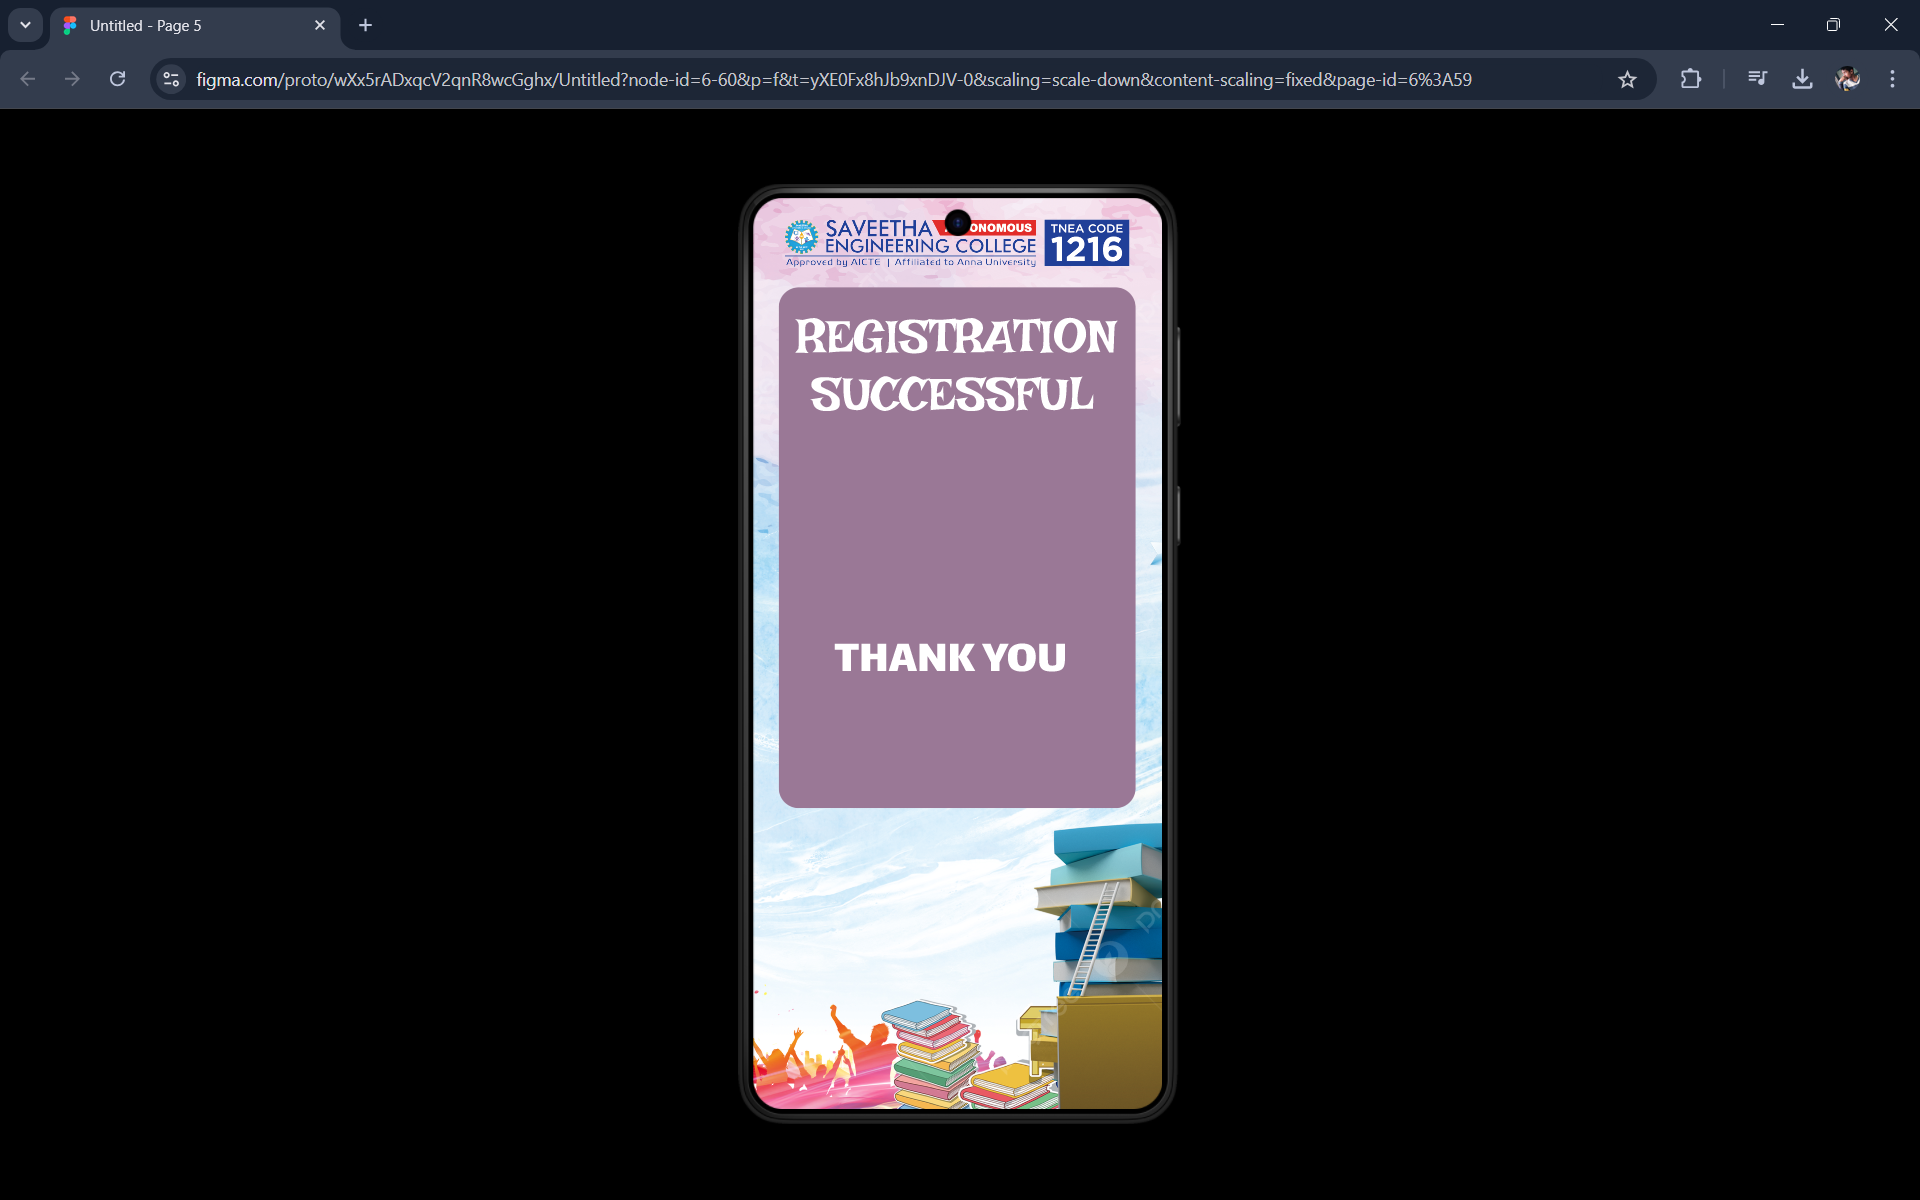 Untitled - Page 5
figma.com/proto/wXx5rADxqcV2qnR8wcGghx/Untitled?node-id=6-60&p=f&t=yXE0Fx8hJb9xnDJV-0&scaling=scale-down&content-scaling=fixed&page-id=6%3A59
SAVEETHA
ENGINEERING COLLEGE
Approved by AICTE | Affiliated to Anna University
TNEA CODE
1216
REGISTRATION
SUCCESSFUL
THANK YOU